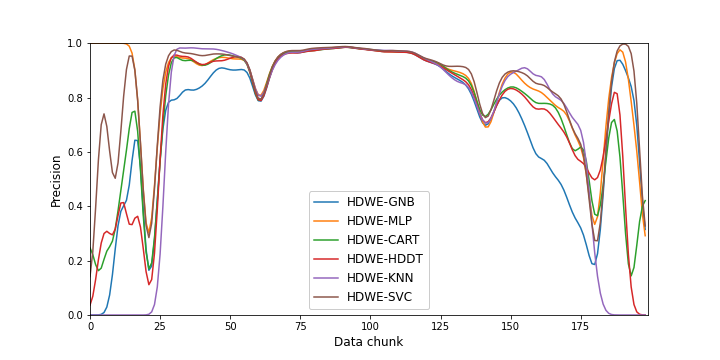 1.0
0.8
0.6
0.4
0.2
0.0
Precision
HDWE-GNB
HDWE-MLP
HDWE-CART
HDWE-HDDT
HDWE-KNN
HDWE-SVC
0 25 50 75 100 125 150 175
Data chunk